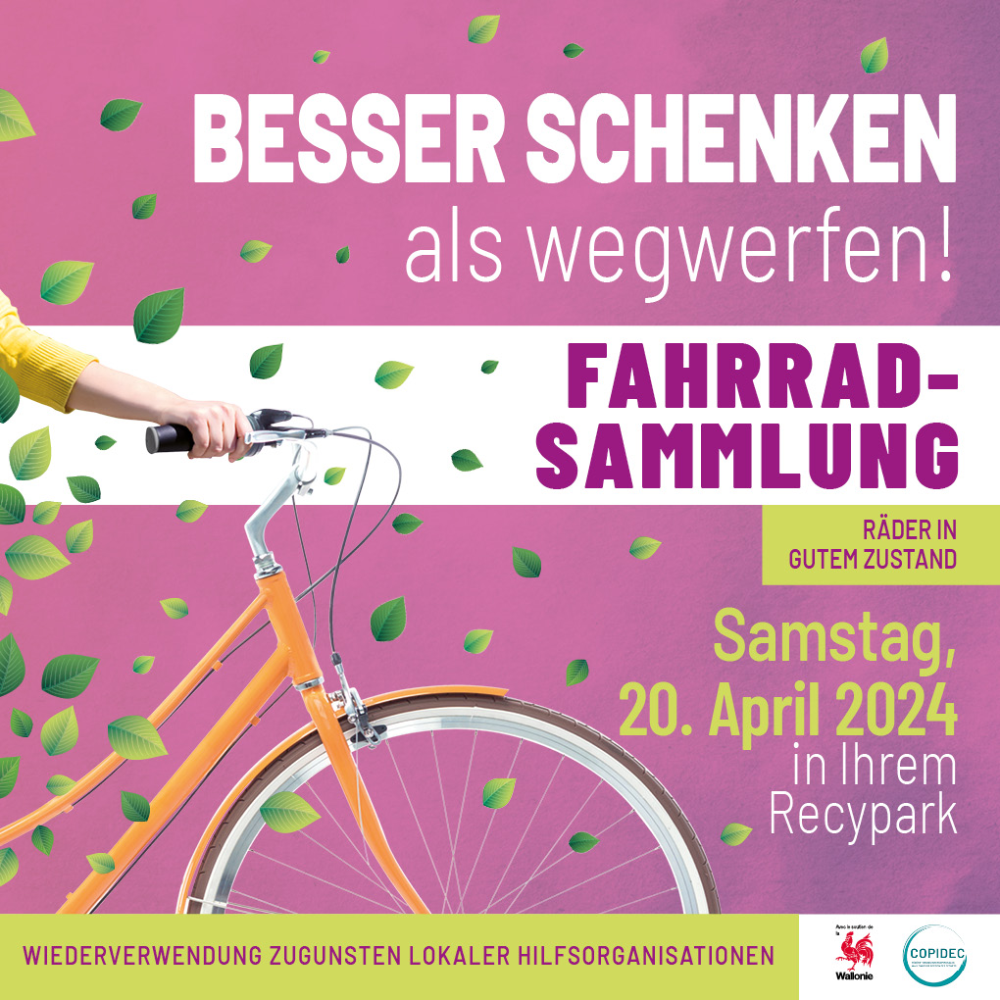 BESSER SCHENKEN
als wegwerfen!
FAHRRAD-
SAMMLUNG
RÄDER IN
GUTEM ZUSTAND
Samstag,
20. April 2024
in Ihrem
Recypark
WIEDERVERWENDUNG ZUGUNSTEN LOKALER HILFSORGANISATIONEN
Avec le soutien de
la
Wallonie
COPIDEC